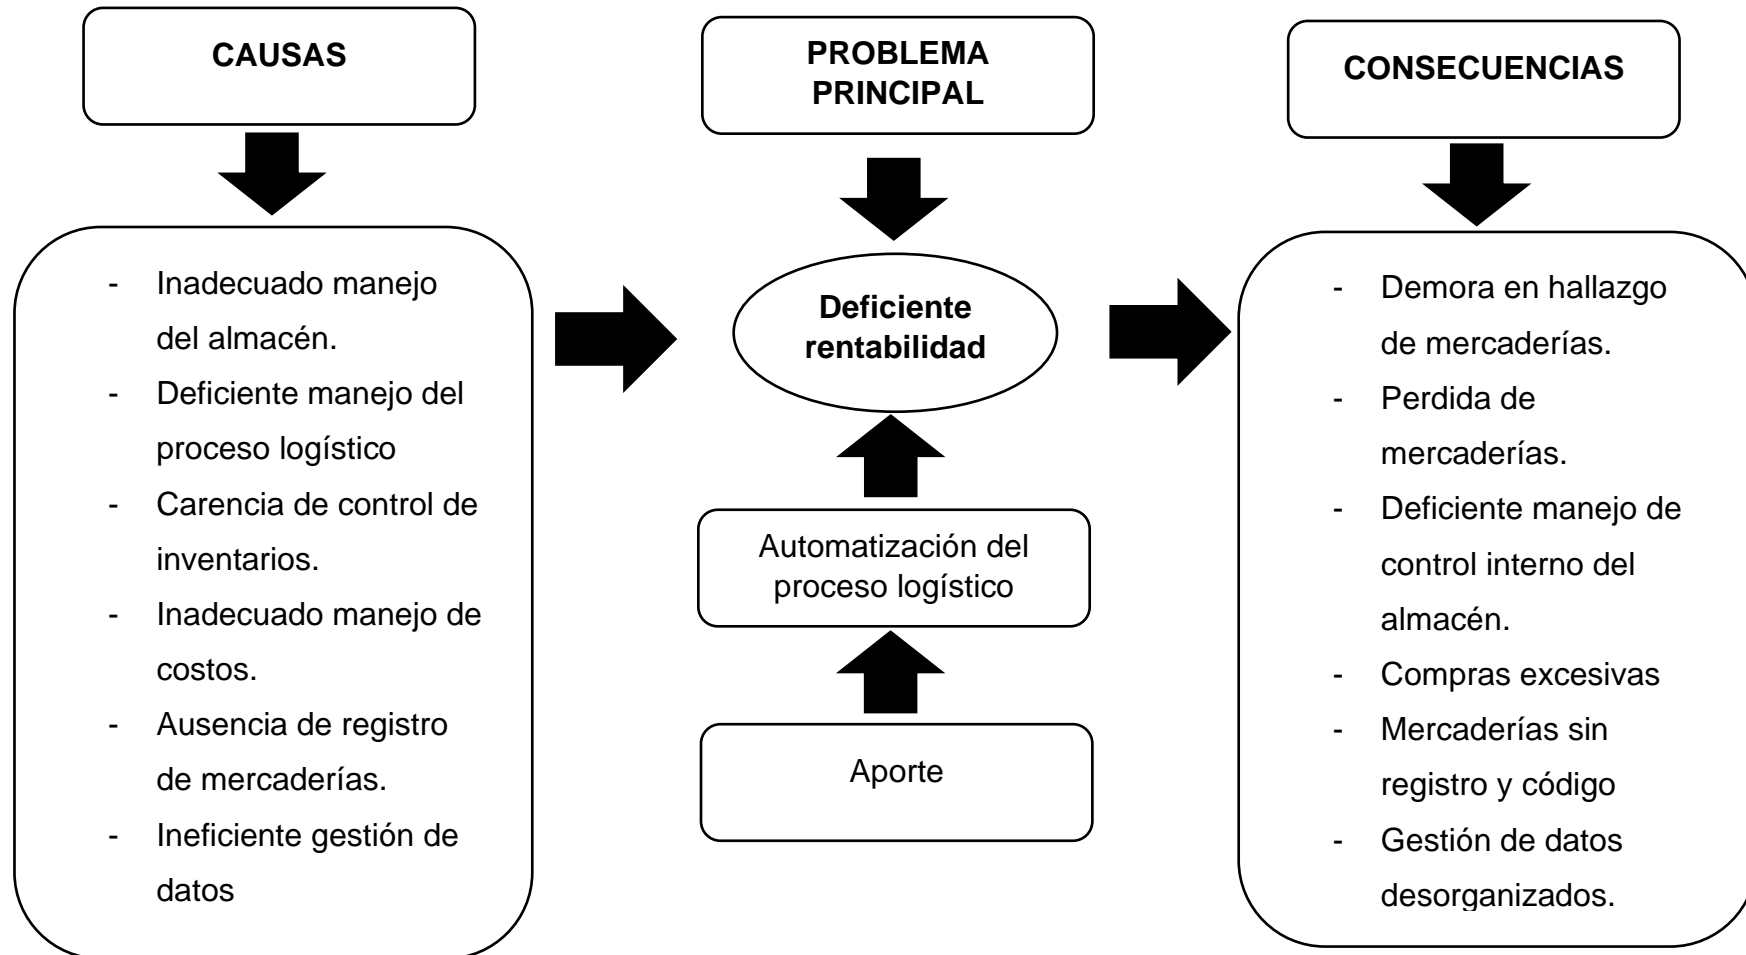 CAUSAS
- Inadecuado manejo
del almacén.
- Deficiente manejo del
proceso logístico
- Carencia de control de
inventarios.
- Inadecuado manejo de
costos.
- Ausencia de registro
de mercaderías.
- Ineficiente gestión de
datos
PROBLEMA
PRINCIPAL
Deficiente
rentabilidad
Automatización del
proceso logístico
Aporte
CONSECUENCIAS
- Demora en hallazgo
de mercaderías.
- Perdida de
mercaderías.
- Deficiente manejo de
control interno del
almacén.
- Compras excesivas
- Mercaderías sin
registro y código
- Gestión de datos
desorganizados.